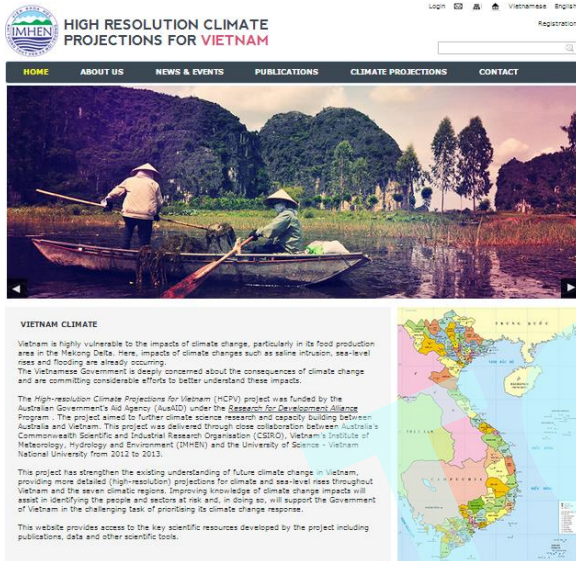 Login Vietnamese English
Registration
IMHEN
HIGH RESOLUTION CLIMATE
PROJECTIONS FOR VIETNAM
HOME ABOUT US NEWS & EVENTS PUBLICATIONS CLIMATE PROJECTIONS CONTACT
VIETNAM CLIMATE
Vietnam is highly vulnerable to the impacts of climate change, particularly in its food production
area in the Mekong Delta. Here, impacts of climate changes such as saline intrusion, sea-level
rises and flooding are already occurring.
The Vietnamese Government is deeply concerned about the consequences of climate change
and are committing considerable efforts to better understand these impacts.
The High-resolution Climate Projections for Vietnam (HCPV) project was funded by the
Australian Government's Aid Agency (AusAID) under the Research for Development Alliance
Program . The project aimed to further climate science research and capacity building between
Australia and Vietnam. This project was delivered through close collaboration between Australia's
Commonwealth Scientific and Industrial Research Organisation (CSIRO), Vietnam's Institute of
Meteorology, Hydrology and Environment (IMHEN) and the University of Science - Vietnam
National University from 2012 to 2013.
This project has strengthen the existing understanding of future climate change in Vietnam,
providing more detailed (high-resolution) projections for climate and sea-level rises throughout
Vietnam and the seven climatic regions. Improving knowledge of climate change impacts will
assist in identifying the people and sectors at risk and, in doing so, will support the Government
of Vietnam in the challenging task of prioritising its climate change response.
This website provides access to the key scientific resources developed by the project including
publications, data and other scientific tools.
TRUNG QUỐC